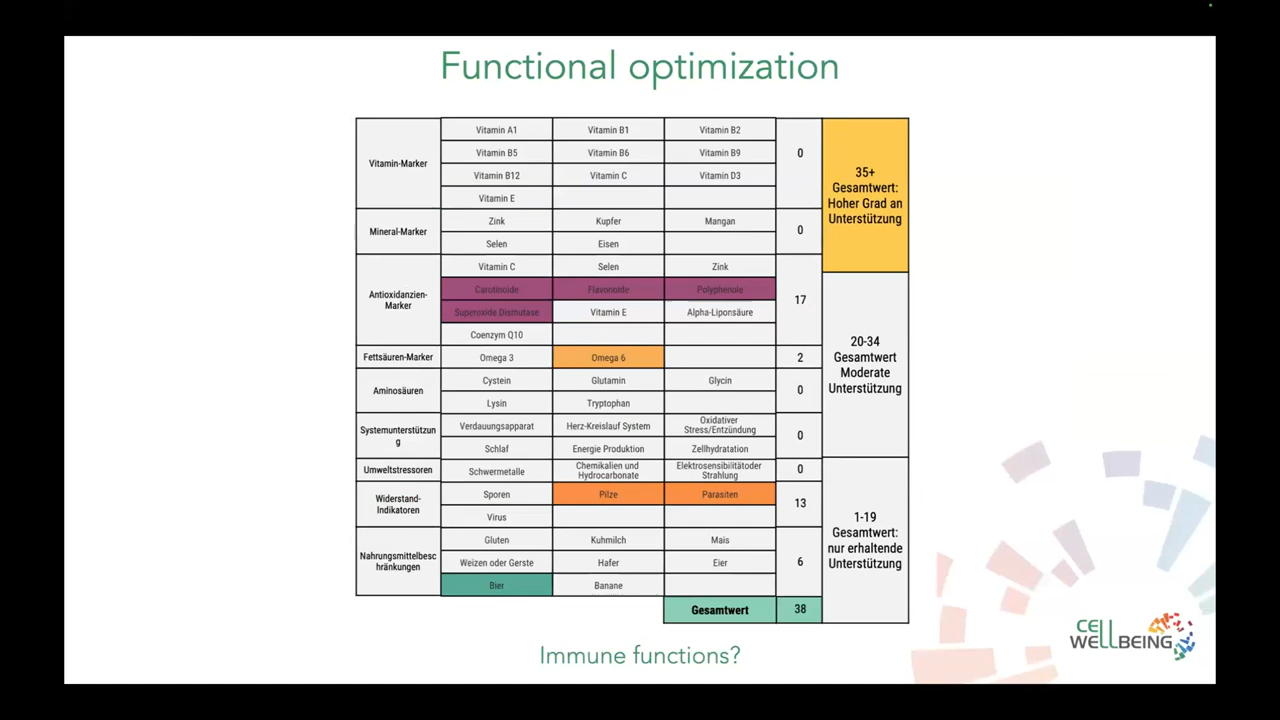 Functional optimization
Vitamin-Marker
Vitamin A1
Vitamin B1
Vitamin B2
0
Vitamin B5
Vitamin B6
Vitamin B9
Vitamin B12
Vitamin C
Vitamin D3
Vitamin E
Mineral-Marker
Zink
Kupfer
Mangan
0
Selen
Eisen
Antioxidanzien-
Marker
Vitamin C
Selen
Zink
17
Carotinoide
Flavonoide
Polyphenole
Superoxide Dismutase
Vitamin E
Alpha-Liponsäure
Coenzym Q10
Fettsäuren-Marker
Omega 3
Omega 6
2
Aminosäuren
Cystein
Glutamin
Glycin
0
Lysin
Tryptophan
Systemunterstützun
g
Verdauungsapparat
Herz-Kreislauf System
Oxidativer
Stress/Entzündung
0
Schlaf
Energie Produktion
Zellhydratation
Umweltstressoren
Schwermetalle
Chemikalien und
Hydrocarbonate
Elektrosensibilitätoder
Strahlung
0
Widerstand-
Indikatoren
Sporen
Pilze
Parasiten
13
Virus
Nahrungsmittelbesc
hränkungen
Gluten
Kuhmilch
Mais
6
Weizen oder Gerste
Hafer
Eier
Bier
Banane
Gesamtwert
38
35+
Gesamtwert:
Hoher Grad an
Unterstützung
20-34
Gesamtwert
Moderate
Unterstützung
1-19
Gesamtwert:
nur erhaltende
Unterstützung
Immune functions?
CELL
WELLBEING